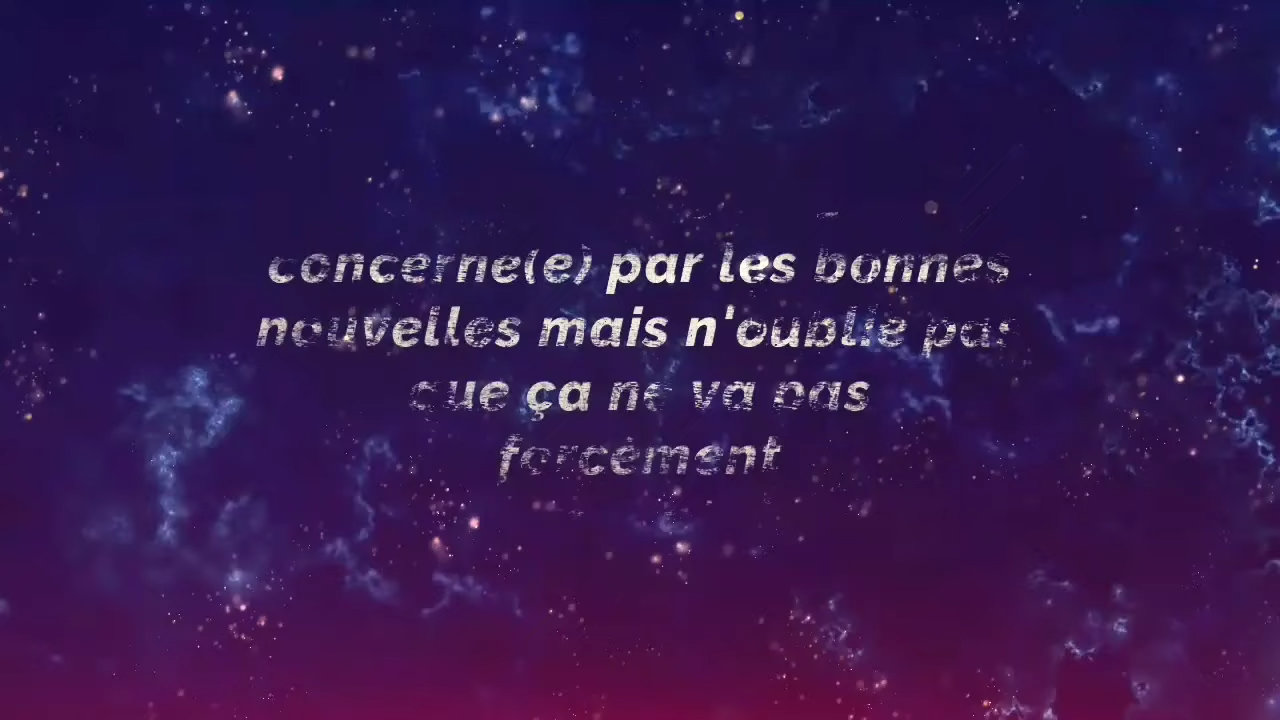 concerne(e) par les bonnes
nouvelles mais n'oublie pas
que ça ne va pas
forcément